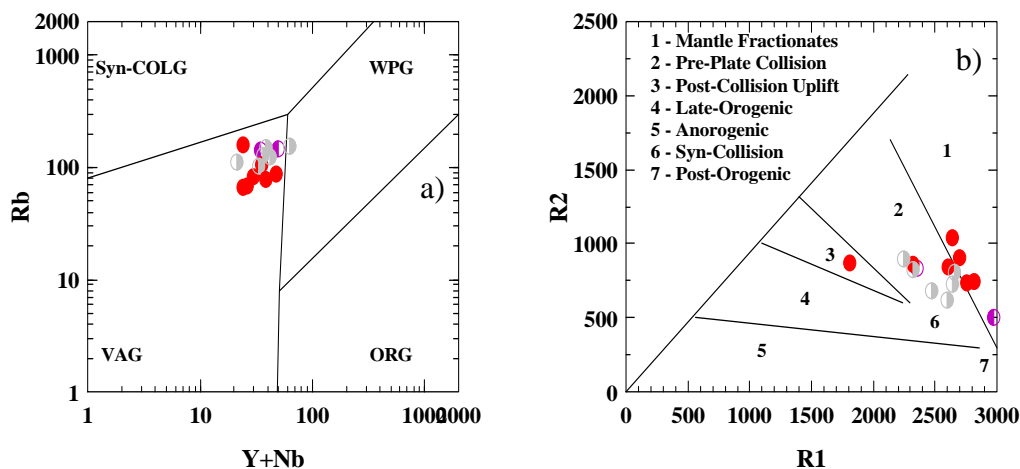 2000
1000
100
10
1
Rb
Syn-COLG
WPG
a)
VAG
ORG
1 10 100 1000 2000
Y+Nb
2500
2000
1500
1000
500
0
R2
1 - Mantle Fractionates
2 - Pre-Plate Collision
3 - Post-Collision Uplift
4 - Late-Orogenic
5 - Anorogenic
6 - Syn-Collision
7 - Post-Orogenic
b)
1
2
3
4
6
5
7
0 500 1000 1500 2000 2500 3000
R1